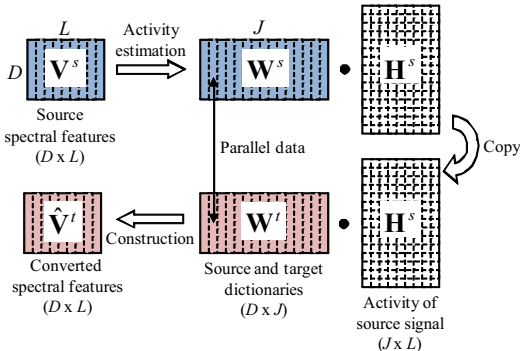 L
J
Activity
estimation
D
V^s
W^s
H^s
Source
spectral features
(D x L)
Parallel data
Copy
V̂^t
Construction
W^t
H^s
Converted
spectral features
(D x L)
Source and target
dictionaries
(D x J)
Activity of
source signal
(J x L)